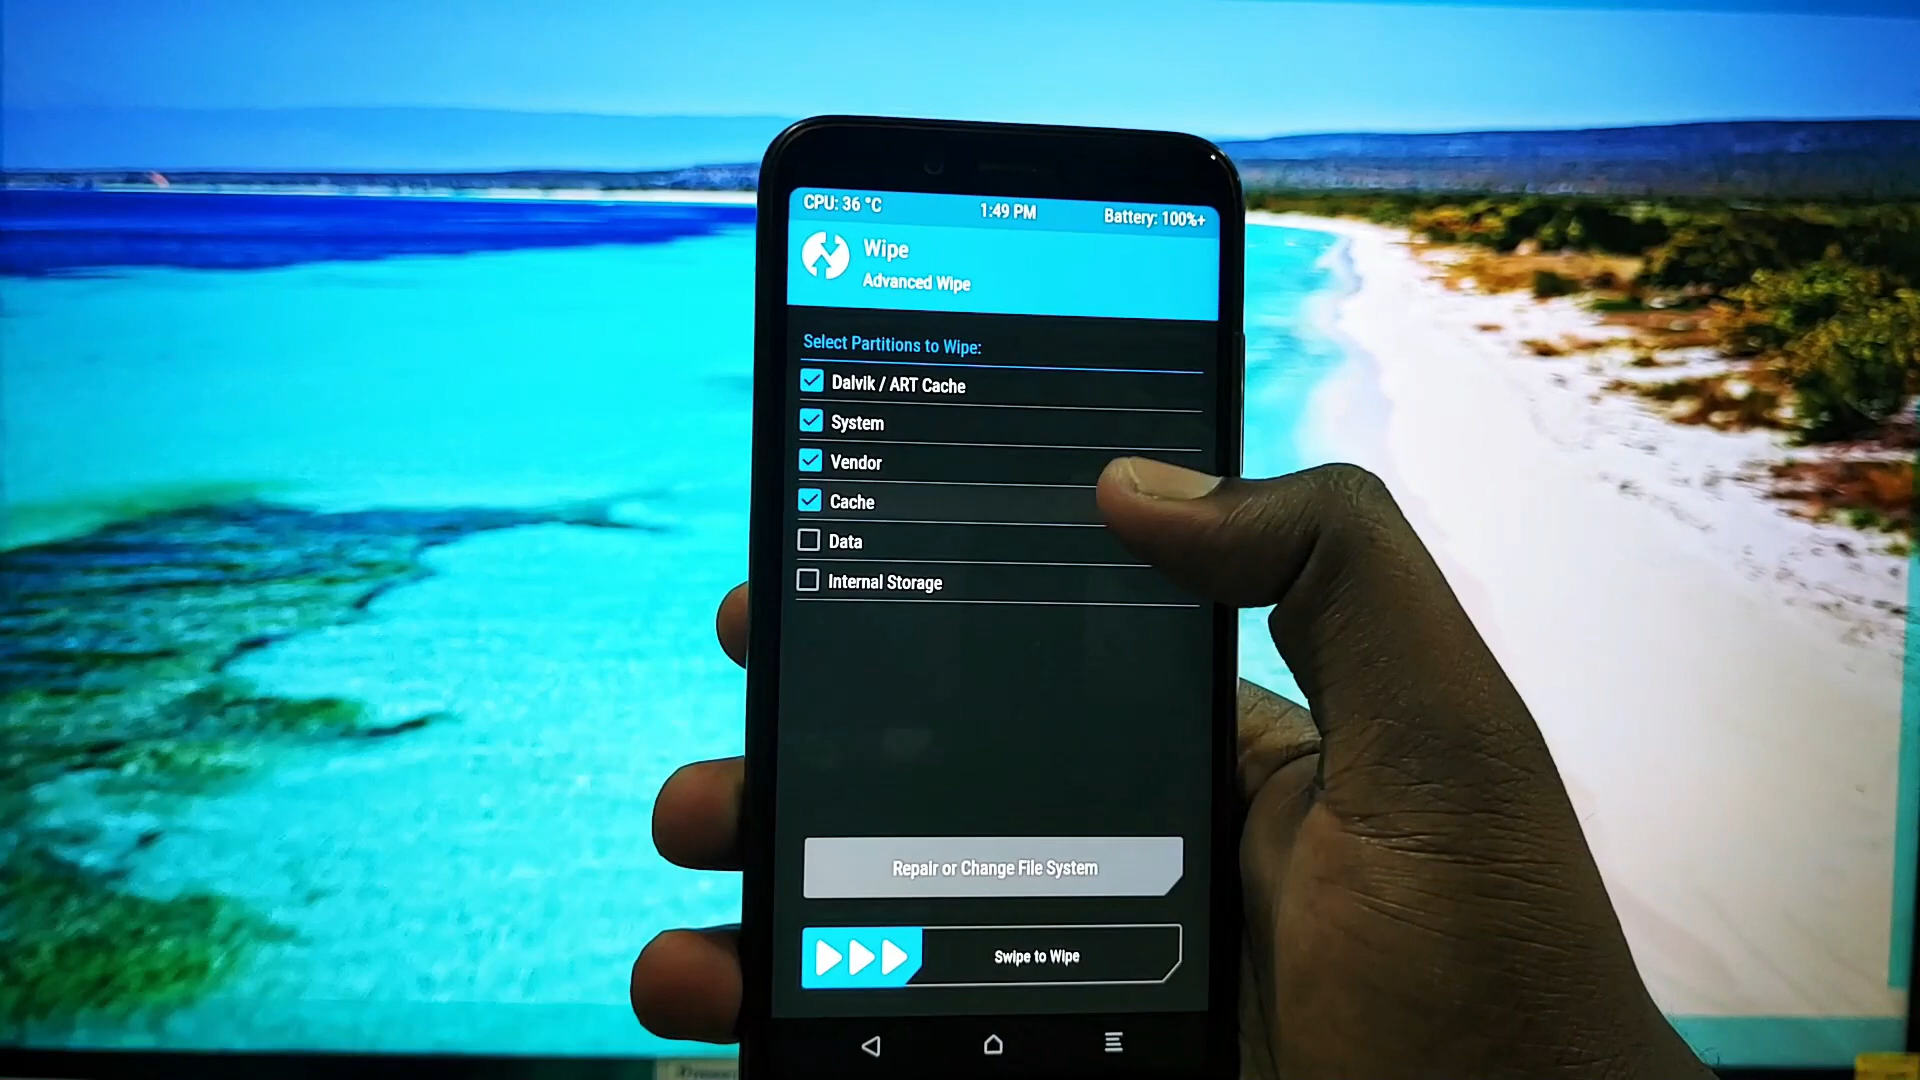 CPU: 36 °C 1:49 PM Battery: 100%+
Wipe
Advanced Wipe
Select Partitions to Wipe:
Dalvik / ART Cache
System
Vendor
Cache
Data
Internal Storage
Repair or Change File System
Swipe to Wipe